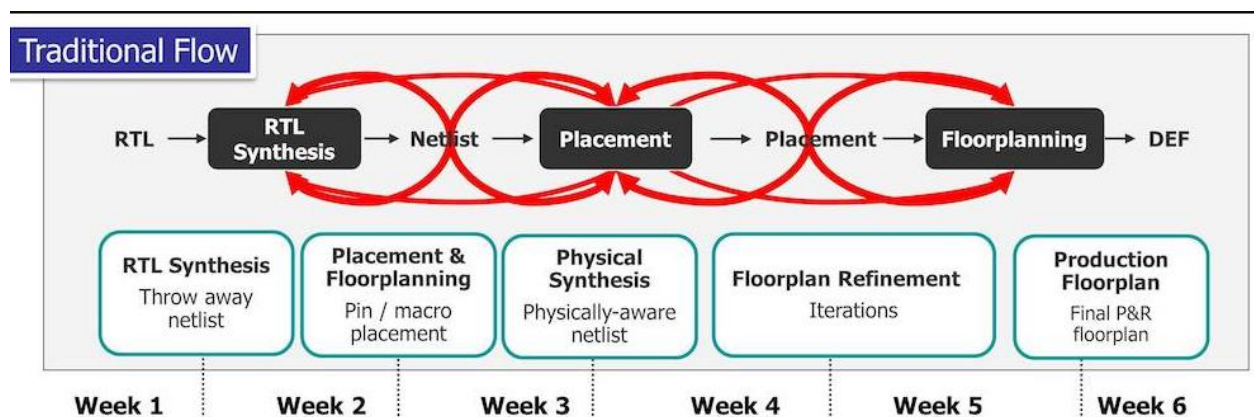 Traditional Flow
RTL
RTL
Synthesis
Netlist
Placement
Placement
Floorplanning
DEF
RTL Synthesis
Throw away
netlist
Placement &
Floorplanning
Pin / macro
placement
Physical
Synthesis
Physically-aware
netlist
Floorplan Refinement
Iterations
Production
Floorplan
Final P&R
floorplan
Week 1
Week 2
Week 3
Week 4
Week 5
Week 6